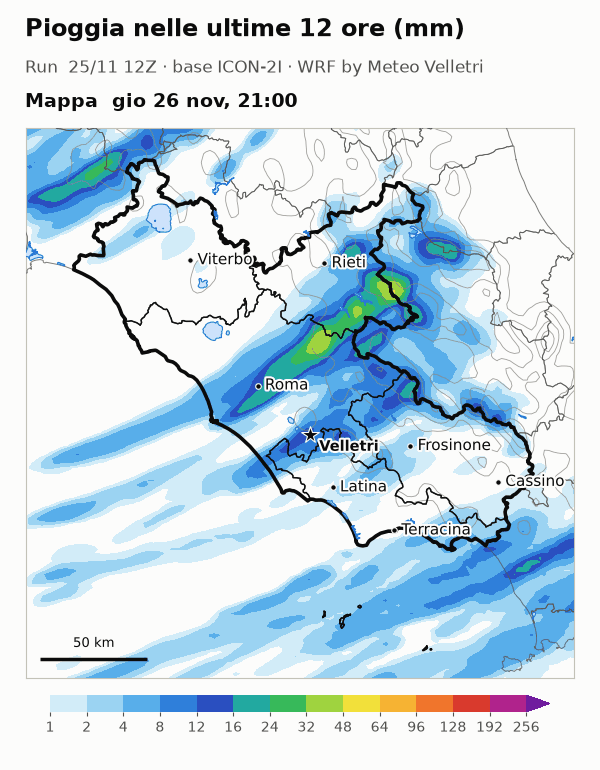 Pioggia nelle ultime 12 ore (mm)
Run  25/11 12Z · base ICON-2I · WRF by Meteo Velletri
Mappa  gio 26 nov, 21:00
Viterbo
Rieti
Roma
Velletri
Frosinone
Cassino
Latina
Terracina
50 km
1 2 4 8 12 16 24 32 48 64 96 128 192 256